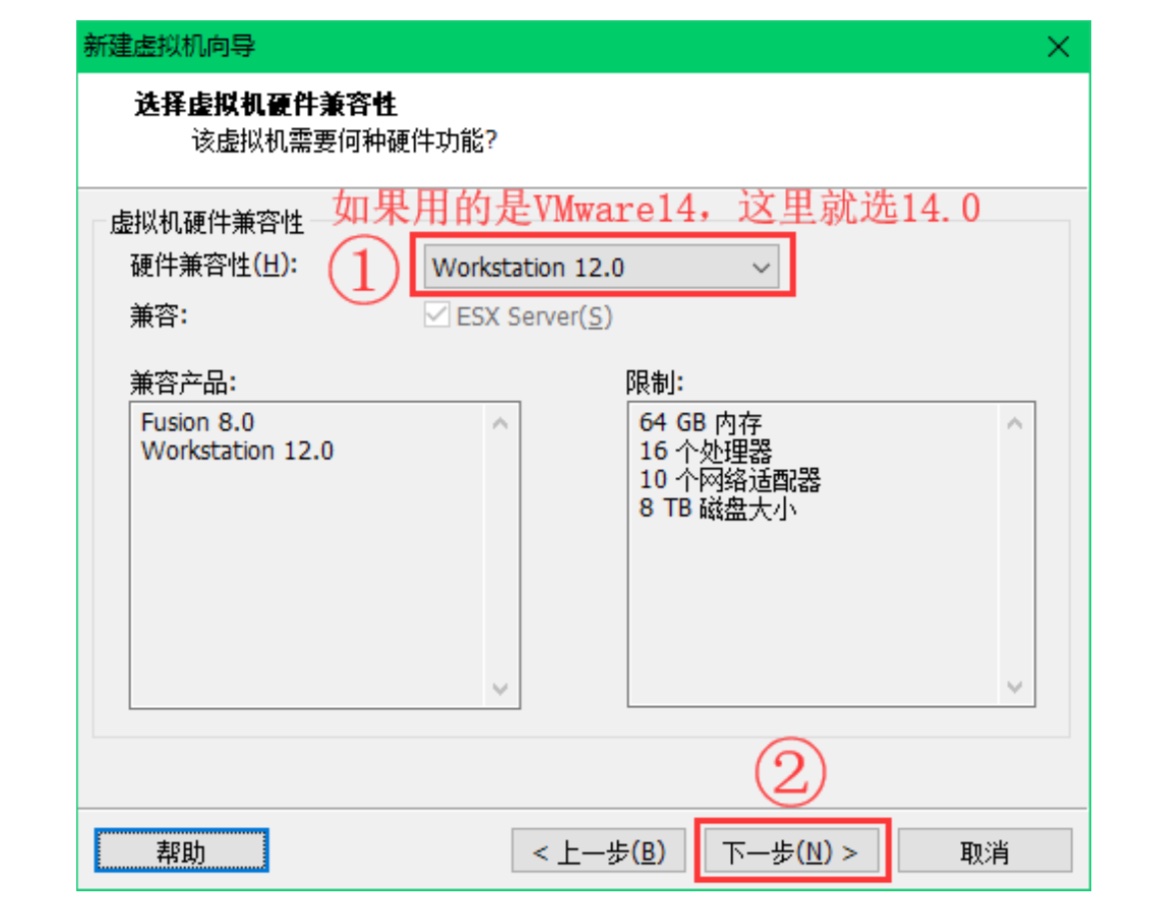 新建虚拟机向导
选择虚拟机硬件兼容性
该虚拟机需要何种硬件功能?
如果用的是VMware14，这里就选14.0
虚拟机硬件兼容性
硬件兼容性(H): ① Workstation 12.0
兼容: ESX Server(S)
兼容产品: 限制:
Fusion 8.0 64 GB 内存
Workstation 12.0 16 个处理器
10 个网络适配器
8 TB 磁盘大小
②
帮助 < 上一步(B) 下一步(N) > 取消